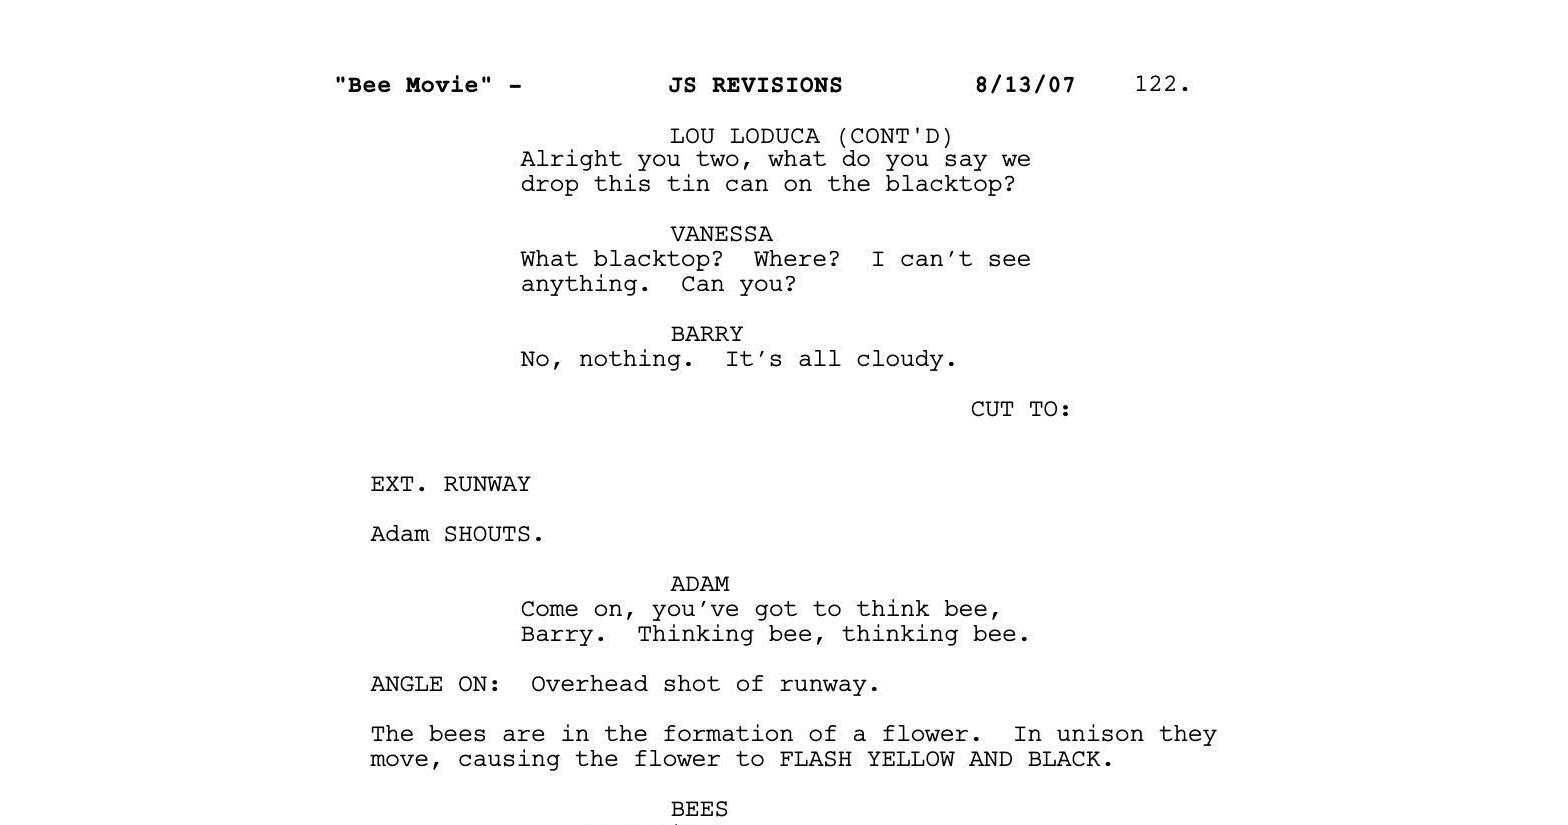 "Bee Movie" - JS REVISIONS 8/13/07 122.
LOU LODUCA (CONT'D)
Alright you two, what do you say we
drop this tin can on the blacktop?
VANESSA
What blacktop?  Where?  I can’t see
anything.  Can you?
BARRY
No, nothing.  It’s all cloudy.
CUT TO:
EXT. RUNWAY
Adam SHOUTS.
ADAM
Come on, you’ve got to think bee,
Barry.  Thinking bee, thinking bee.
ANGLE ON:  Overhead shot of runway.
The bees are in the formation of a flower.  In unison they
move, causing the flower to FLASH YELLOW AND BLACK.
BEES